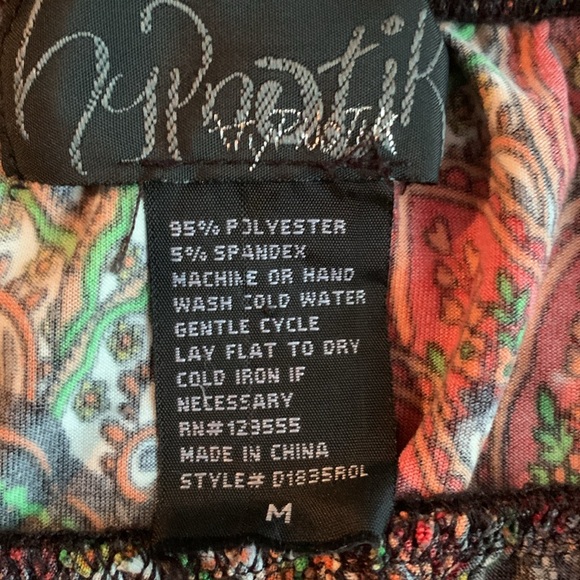 hyPnotik
HyPnotik
95% POLYESTER
5% SPANDEX
MACHINE OR HAND
WASH COLD WATER
GENTLE CYCLE
LAY FLAT TO DRY
COLD IRON IF
NECESSARY
RN# 123555
MADE IN CHINA
STYLE# D1835ROL
M